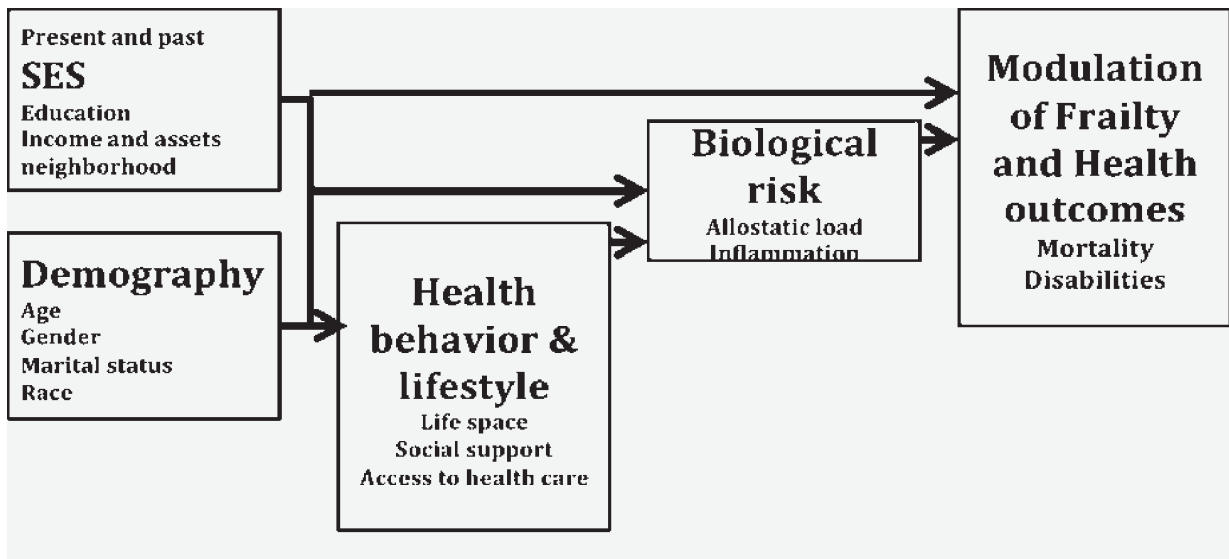 Present and past
SES
Education
Income and assets
neighborhood
Demography
Age
Gender
Marital status
Race
Health
behavior &
lifestyle
Life space
Social support
Access to health care
Biological
risk
Allostatic load
Inflammation
Modulation
of Frailty
and Health
outcomes
Mortality
Disabilities